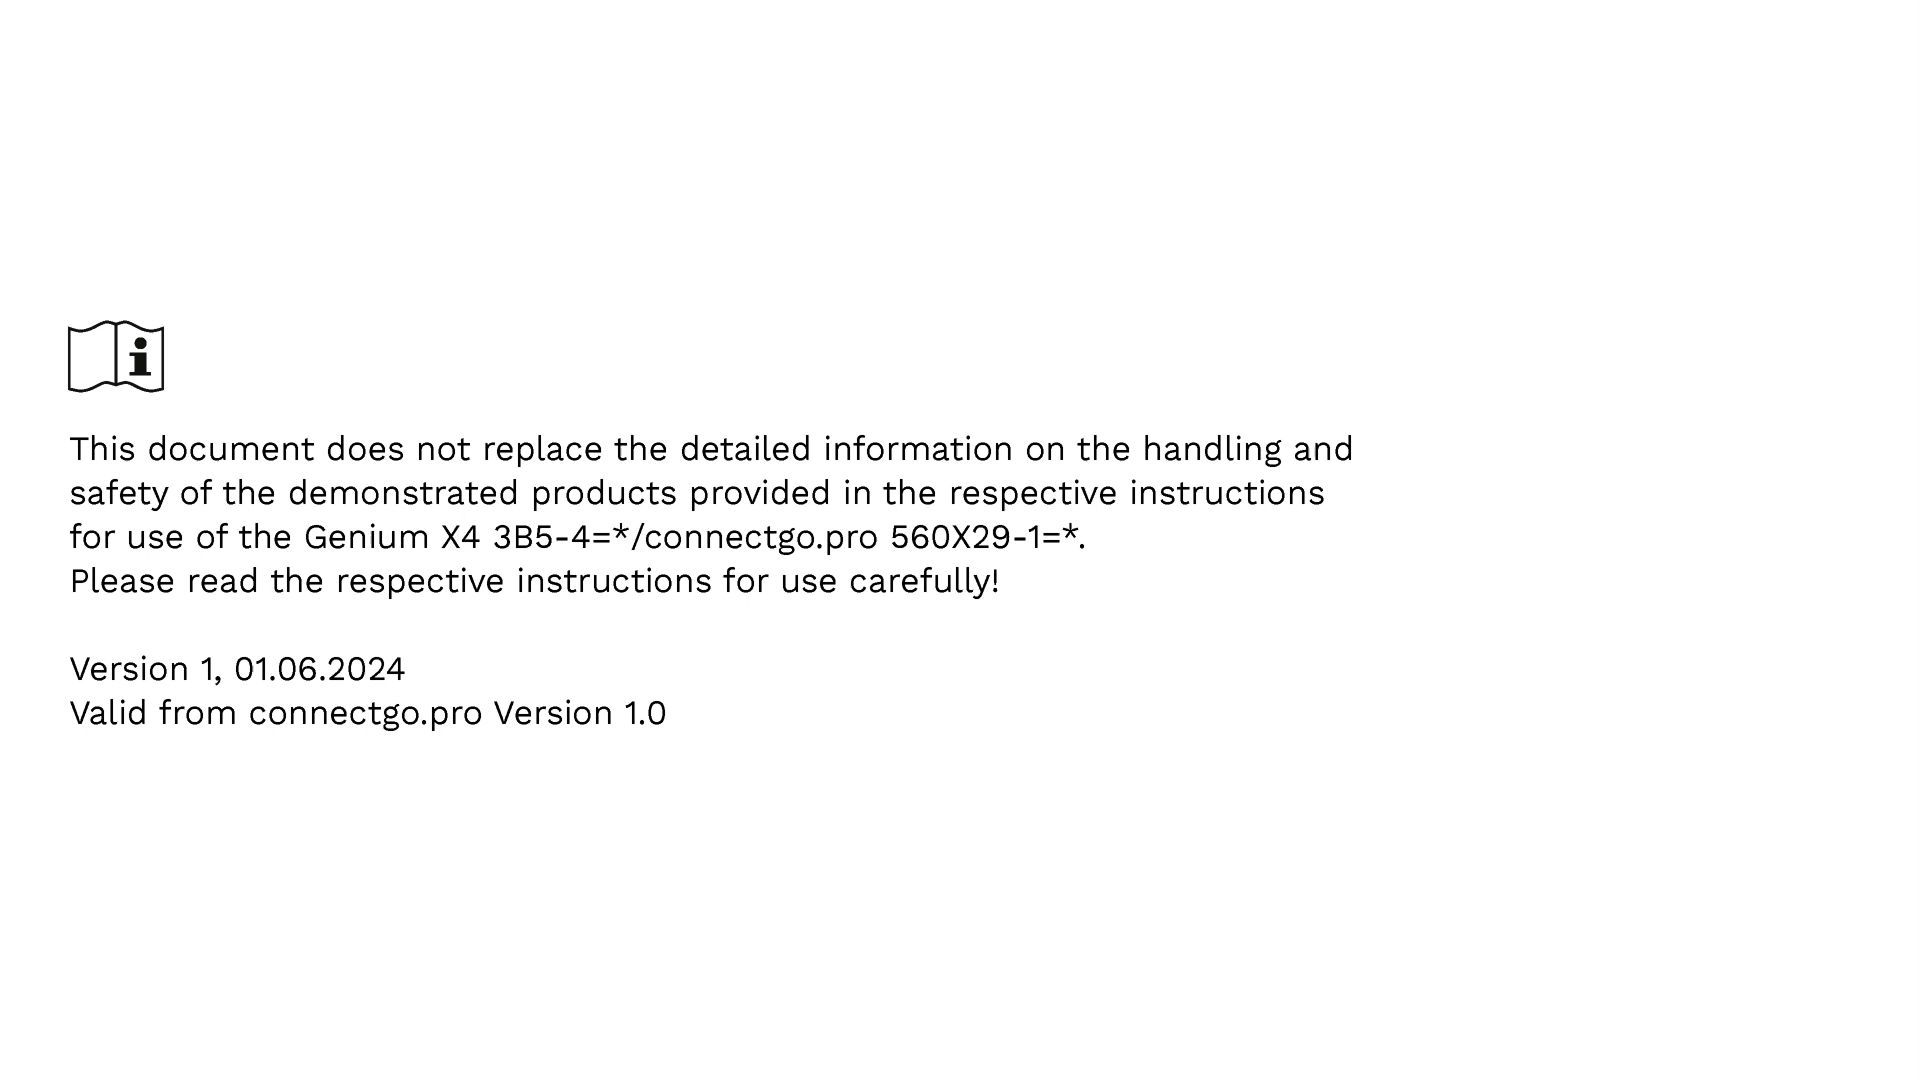 This document does not replace the detailed information on the handling and
safety of the demonstrated products provided in the respective instructions
for use of the Genium X4 3B5-4=*/connectgo.pro 560X29-1=*.
Please read the respective instructions for use carefully!
Version 1, 01.06.2024
Valid from connectgo.pro Version 1.0